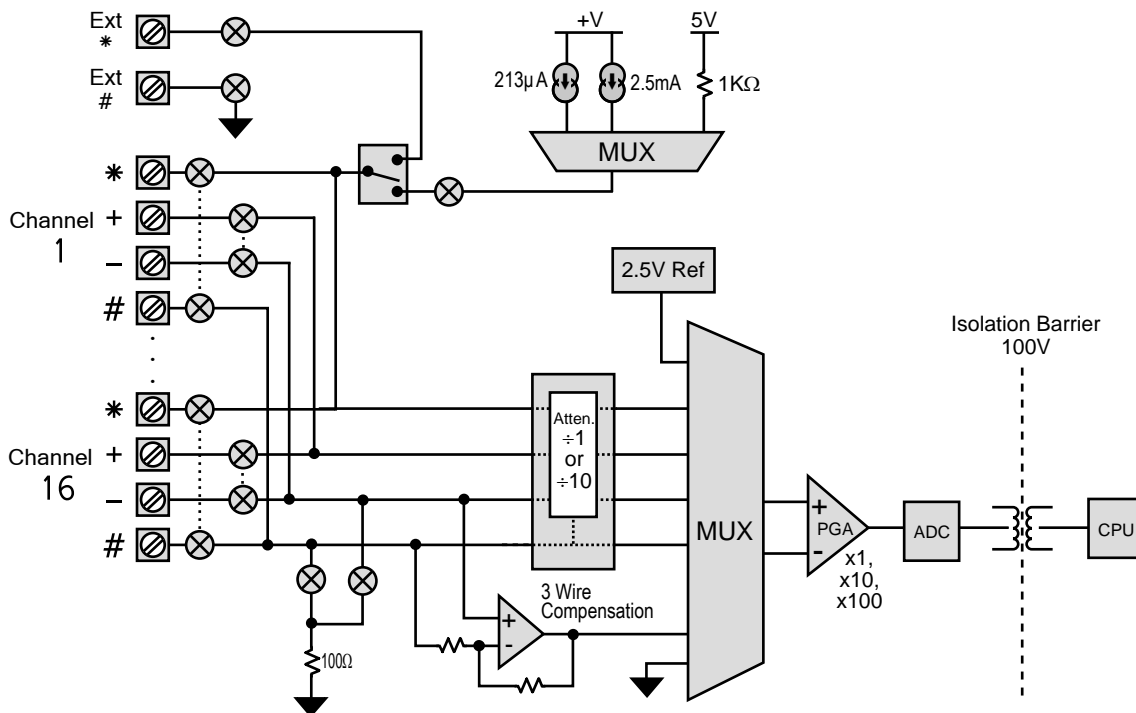 Ext
*
Ext
#
+V
5V
213µA
2.5mA
1KΩ
MUX
*
Channel
1
+
−
#
2.5V Ref
Isolation Barrier
100V
*
Channel
16
+
−
#
Atten.
÷1
or
÷10
MUX
+
PGA
-
x1,
x10,
x100
ADC
CPU
3 Wire
Compensation
+
-
100Ω